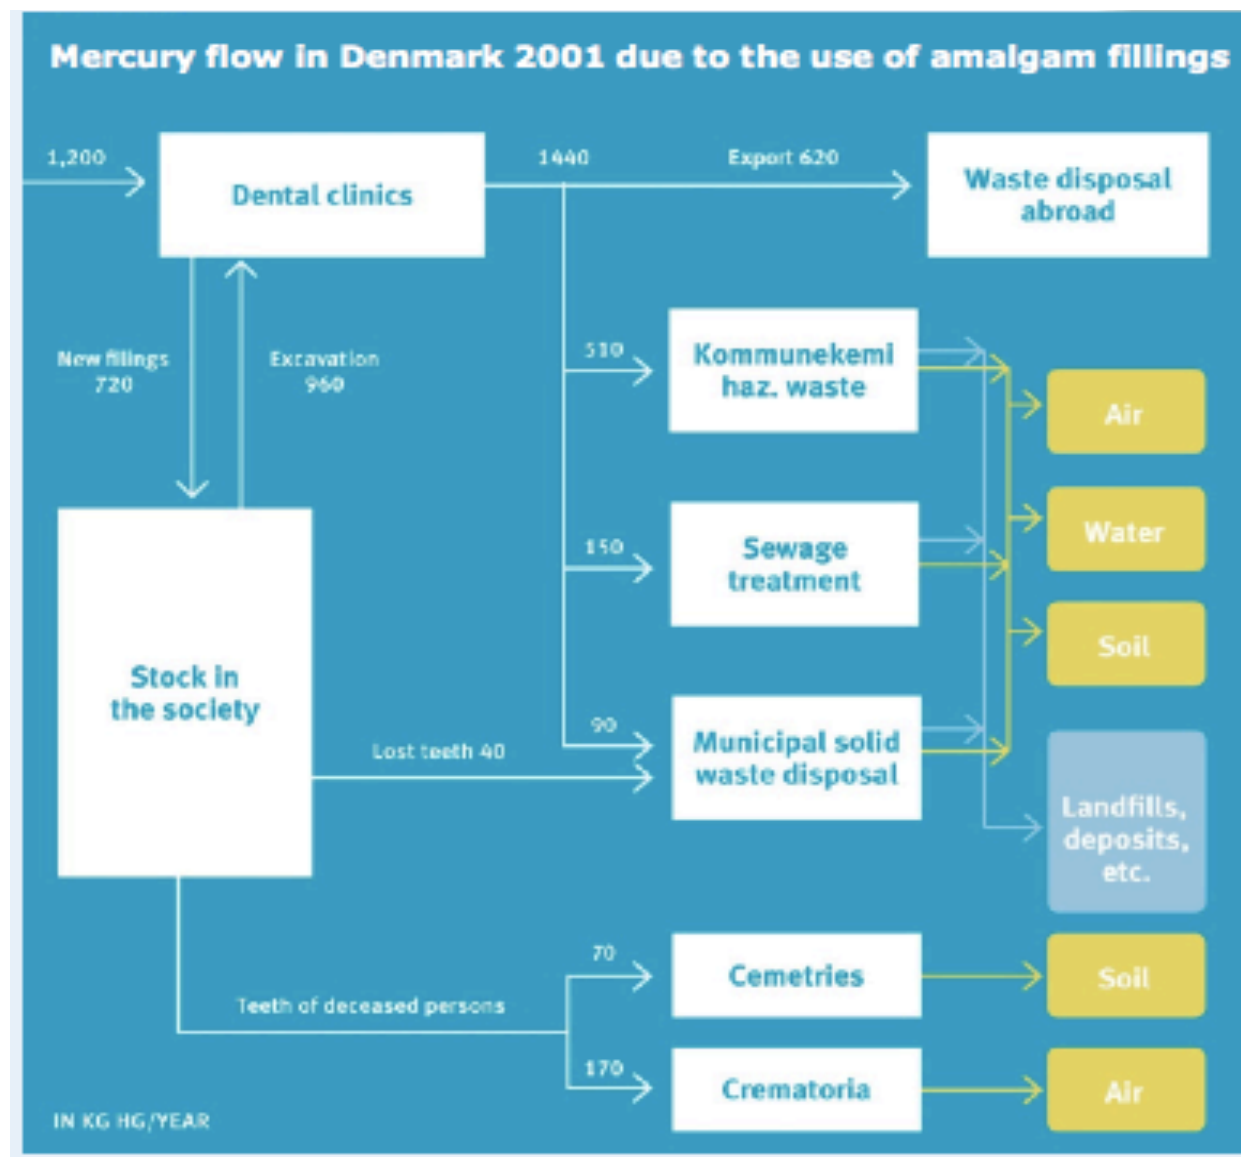 Mercury flow in Denmark 2001 due to the use of amalgam fillings
1,200
Dental clinics
1440
Export 620
Waste disposal
abroad
New fillings
720
Excavation
960
510
Kommunekemi
haz. waste
Air
150
Sewage
treatment
Water
Soil
Stock in
the society
90
Municipal solid
waste disposal
Lost teeth 40
Landfills,
deposits,
etc.
70
Cemetries
Soil
Teeth of deceased persons
170
Crematoria
Air
IN KG HG/YEAR